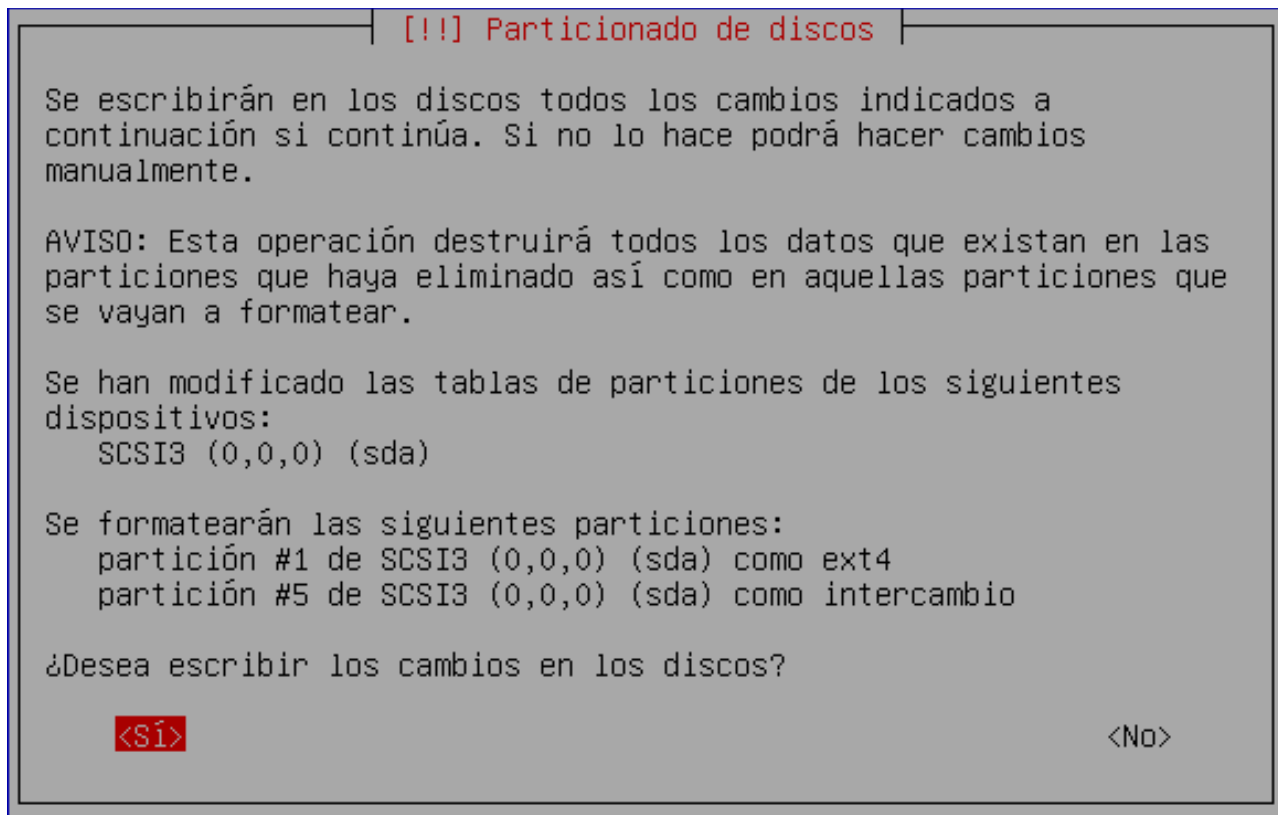 [!!] Particionado de discos
Se escribirán en los discos todos los cambios indicados a
continuación si continúa. Si no lo hace podrá hacer cambios
manualmente.
AVISO: Esta operación destruirá todos los datos que existan en las
particiones que haya eliminado así como en aquellas particiones que
se vayan a formatear.
Se han modificado las tablas de particiones de los siguientes
dispositivos:
SCSI3 (0,0,0) (sda)
Se formatearán las siguientes particiones:
partición #1 de SCSI3 (0,0,0) (sda) como ext4
partición #5 de SCSI3 (0,0,0) (sda) como intercambio
¿Desea escribir los cambios en los discos?
<Sí> <No>